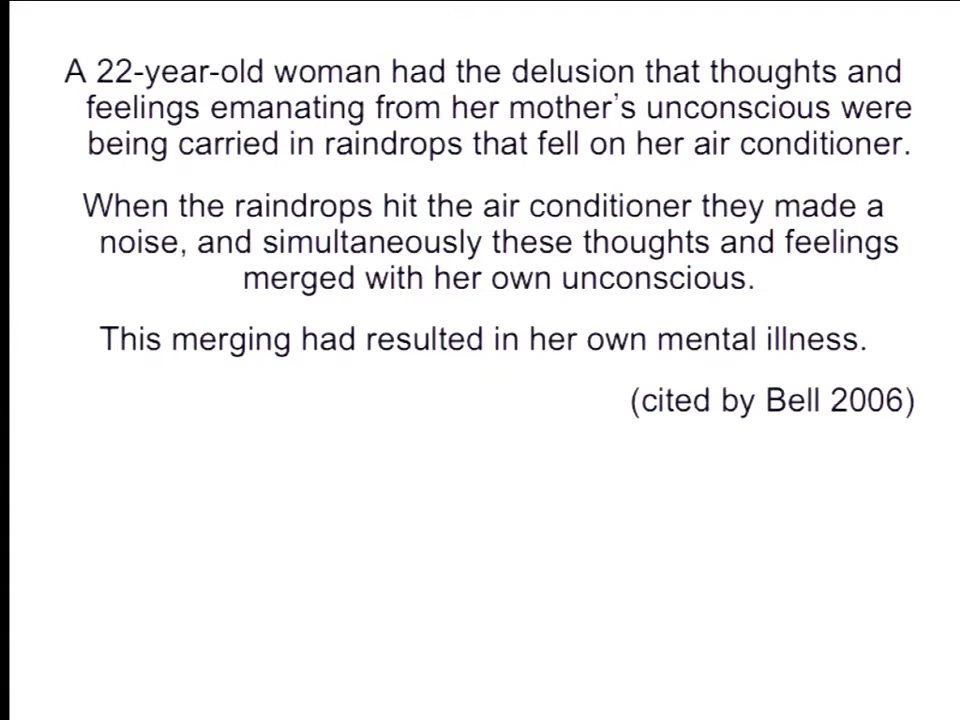 A 22-year-old woman had the delusion that thoughts and
feelings emanating from her mother’s unconscious were
being carried in raindrops that fell on her air conditioner.
When the raindrops hit the air conditioner they made a
noise, and simultaneously these thoughts and feelings
merged with her own unconscious.
This merging had resulted in her own mental illness.
(cited by Bell 2006)